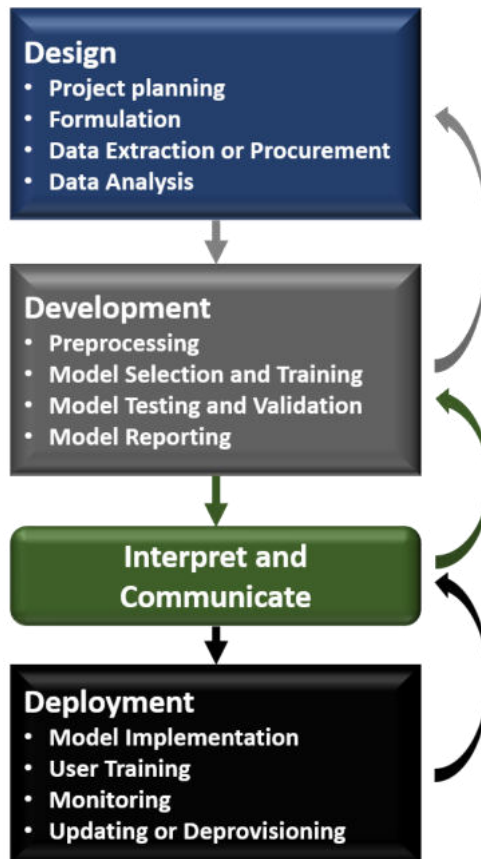 Design
• Project planning
• Formulation
• Data Extraction or Procurement
• Data Analysis
Development
• Preprocessing
• Model Selection and Training
• Model Testing and Validation
• Model Reporting
Interpret and
Communicate
Deployment
• Model Implementation
• User Training
• Monitoring
• Updating or Deprovisioning